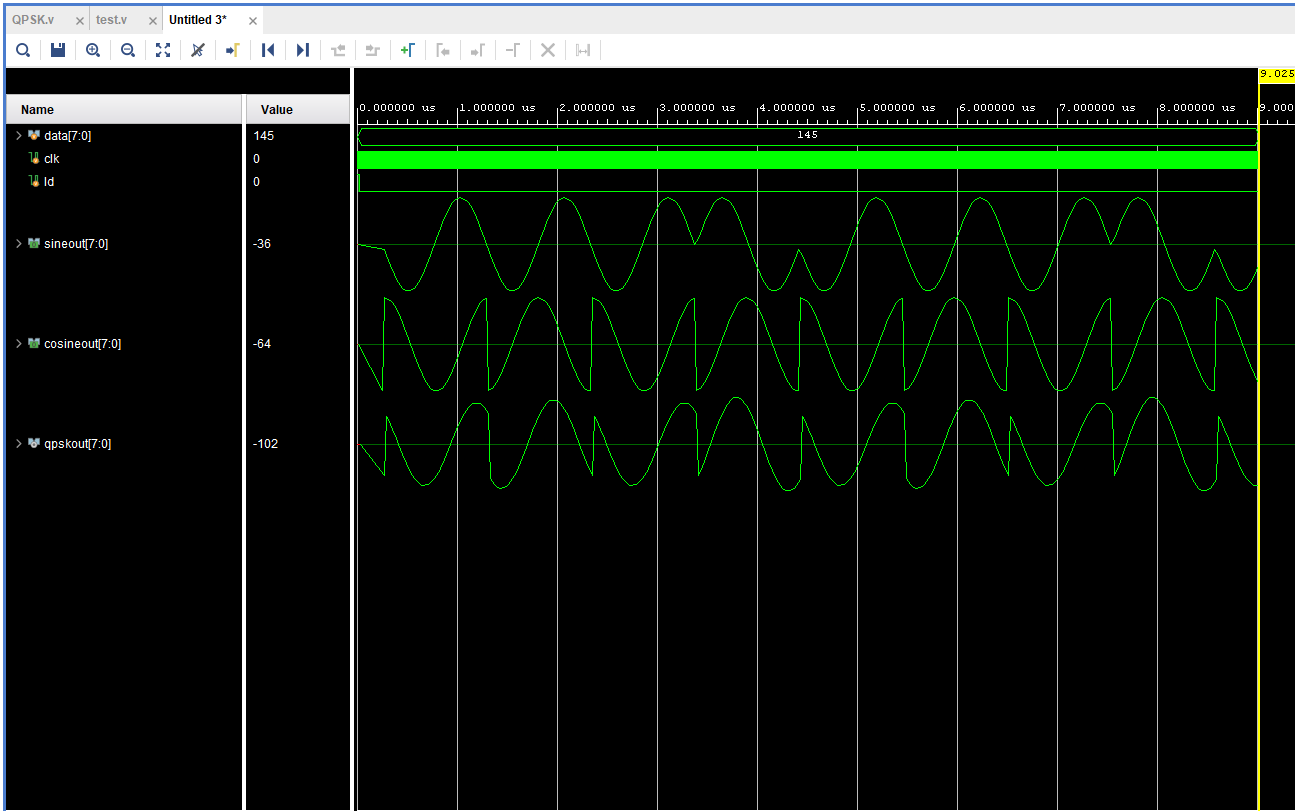 QPSK.v test.v Untitled 3*
9.025
0.000000 us 1.000000 us 2.000000 us 3.000000 us 4.000000 us 5.000000 us 6.000000 us 7.000000 us 8.000000 us 9.000
Name Value
data[7:0] 145 145
clk 0
ld 0
sineout[7:0] -36
cosineout[7:0] -64
qpskout[7:0] -102